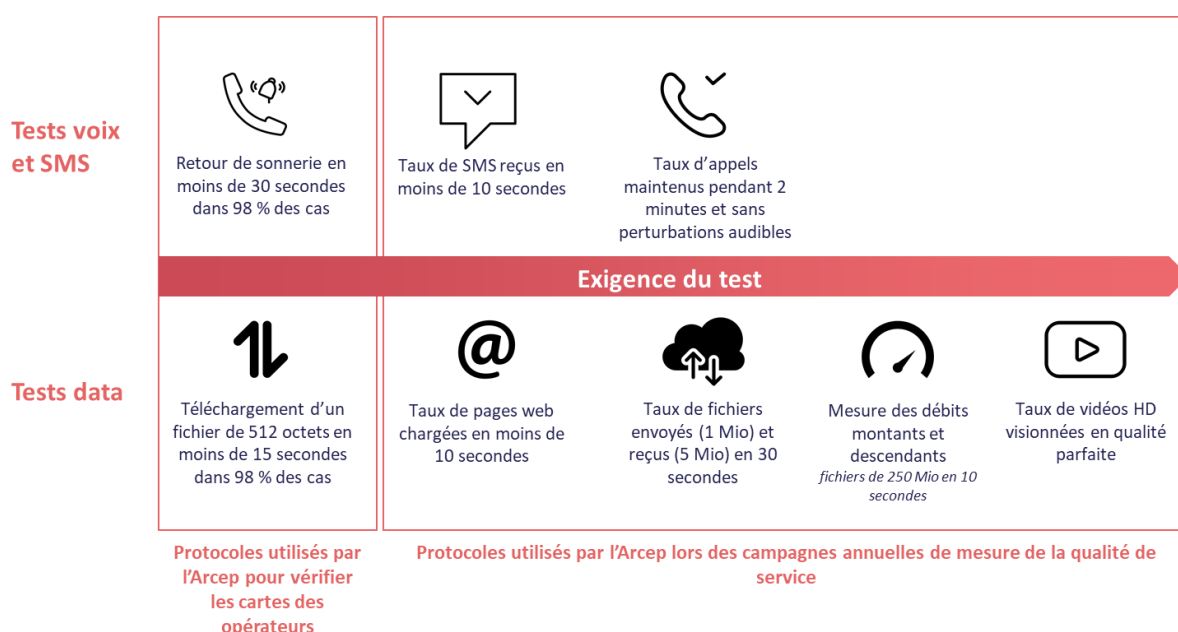 Tests voix
et SMS
Retour de sonnerie en
moins de 30 secondes
dans 98 % des cas
Taux de SMS reçus en
moins de 10 secondes
Taux d’appels
maintenus pendant 2
minutes et sans
perturbations audibles
Exigence du test
Tests data
Téléchargement d’un
fichier de 512 octets en
moins de 15 secondes
dans 98 % des cas
@
Taux de pages web
chargées en moins de
10 secondes
Taux de fichiers
envoyés (1 Mio) et
reçus (5 Mio) en 30
secondes
Mesure des débits
montants et
descendants
fichiers de 250 Mio en 10
secondes
Taux de vidéos HD
visionnées en qualité
parfaite
Protocoles utilisés par
l’Arcep pour vérifier
les cartes des
opérateurs
Protocoles utilisés par l’Arcep lors des campagnes annuelles de mesure de la qualité de
service